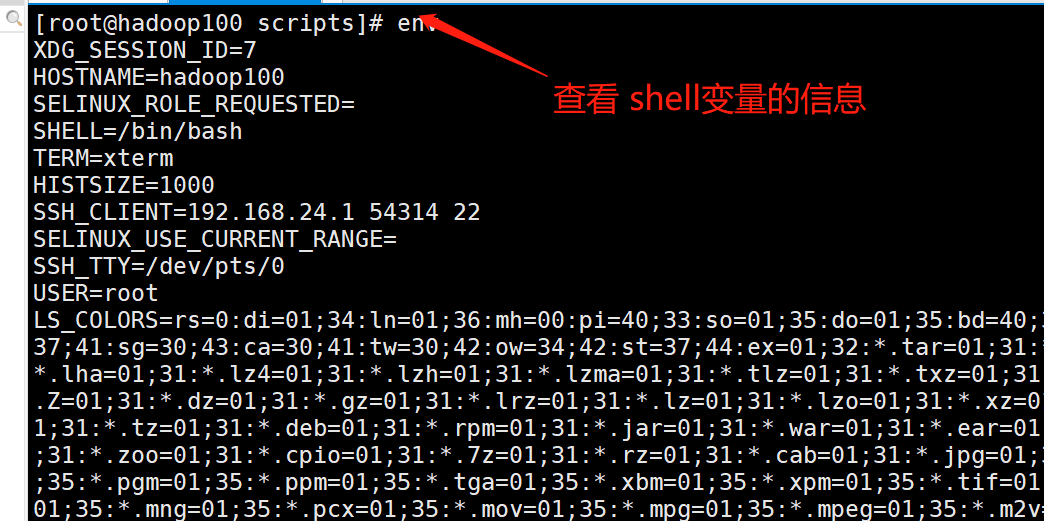 [root@hadoop100 scripts]# env
XDG_SESSION_ID=7
HOSTNAME=hadoop100
查看 shell变量的信息
SELINUX_ROLE_REQUESTED=
SHELL=/bin/bash
TERM=xterm
HISTSIZE=1000
SSH_CLIENT=192.168.24.1 54314 22
SELINUX_USE_CURRENT_RANGE=
SSH_TTY=/dev/pts/0
USER=root
LS_COLORS=rs=0:di=01;34:ln=01;36:mh=00:pi=40;33:so=01;35:do=01;35:bd=40;
37;41:sg=30;43:ca=30;41:tw=30;42:ow=34;42:st=37;44:ex=01;32:*.tar=01;31:*
*.lha=01;31:*.lz4=01;31:*.lzh=01;31:*.lzma=01;31:*.tlz=01;31:*.txz=01;31
.Z=01;31:*.dz=01;31:*.gz=01;31:*.lrz=01;31:*.lz=01;31:*.lzo=01;31:*.xz=0
1;31:*.tz=01;31:*.deb=01;31:*.rpm=01;31:*.jar=01;31:*.war=01;31:*.ear=01
;31:*.zoo=01;31:*.cpio=01;31:*.7z=01;31:*.rz=01;31:*.cab=01;31:*.jpg=01;
;35:*.pgm=01;35:*.ppm=01;35:*.tga=01;35:*.xbm=01;35:*.xpm=01;35:*.tif=01
01;35:*.mng=01;35:*.pcx=01;35:*.mov=01;35:*.mpg=01;35:*.mpeg=01;35:*.m2v=